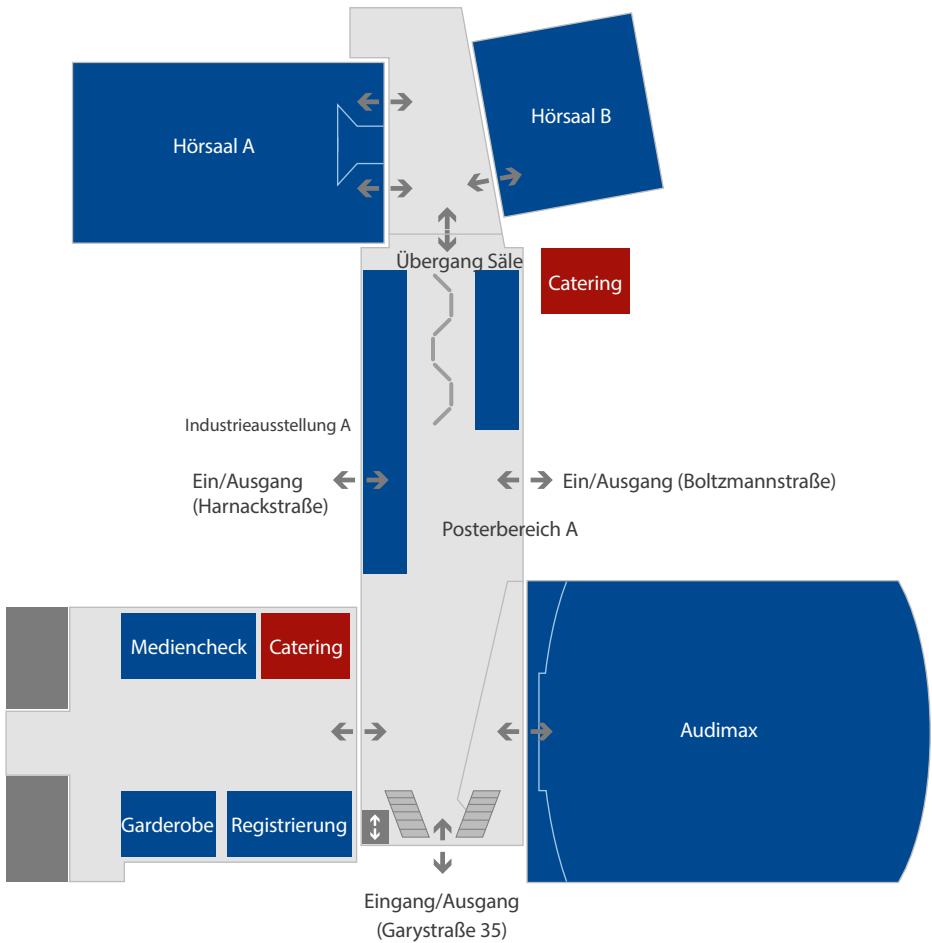 Hörsaal B
Hörsaal A
Übergang Säle
Catering
Industrieausstellung A
Ein/Ausgang
(Harnackstraße)
Ein/Ausgang (Boltzmannstraße)
Posterbereich A
Mediencheck
Catering
Audimax
Garderobe
Registrierung
Eingang/Ausgang
(Garystraße 35)